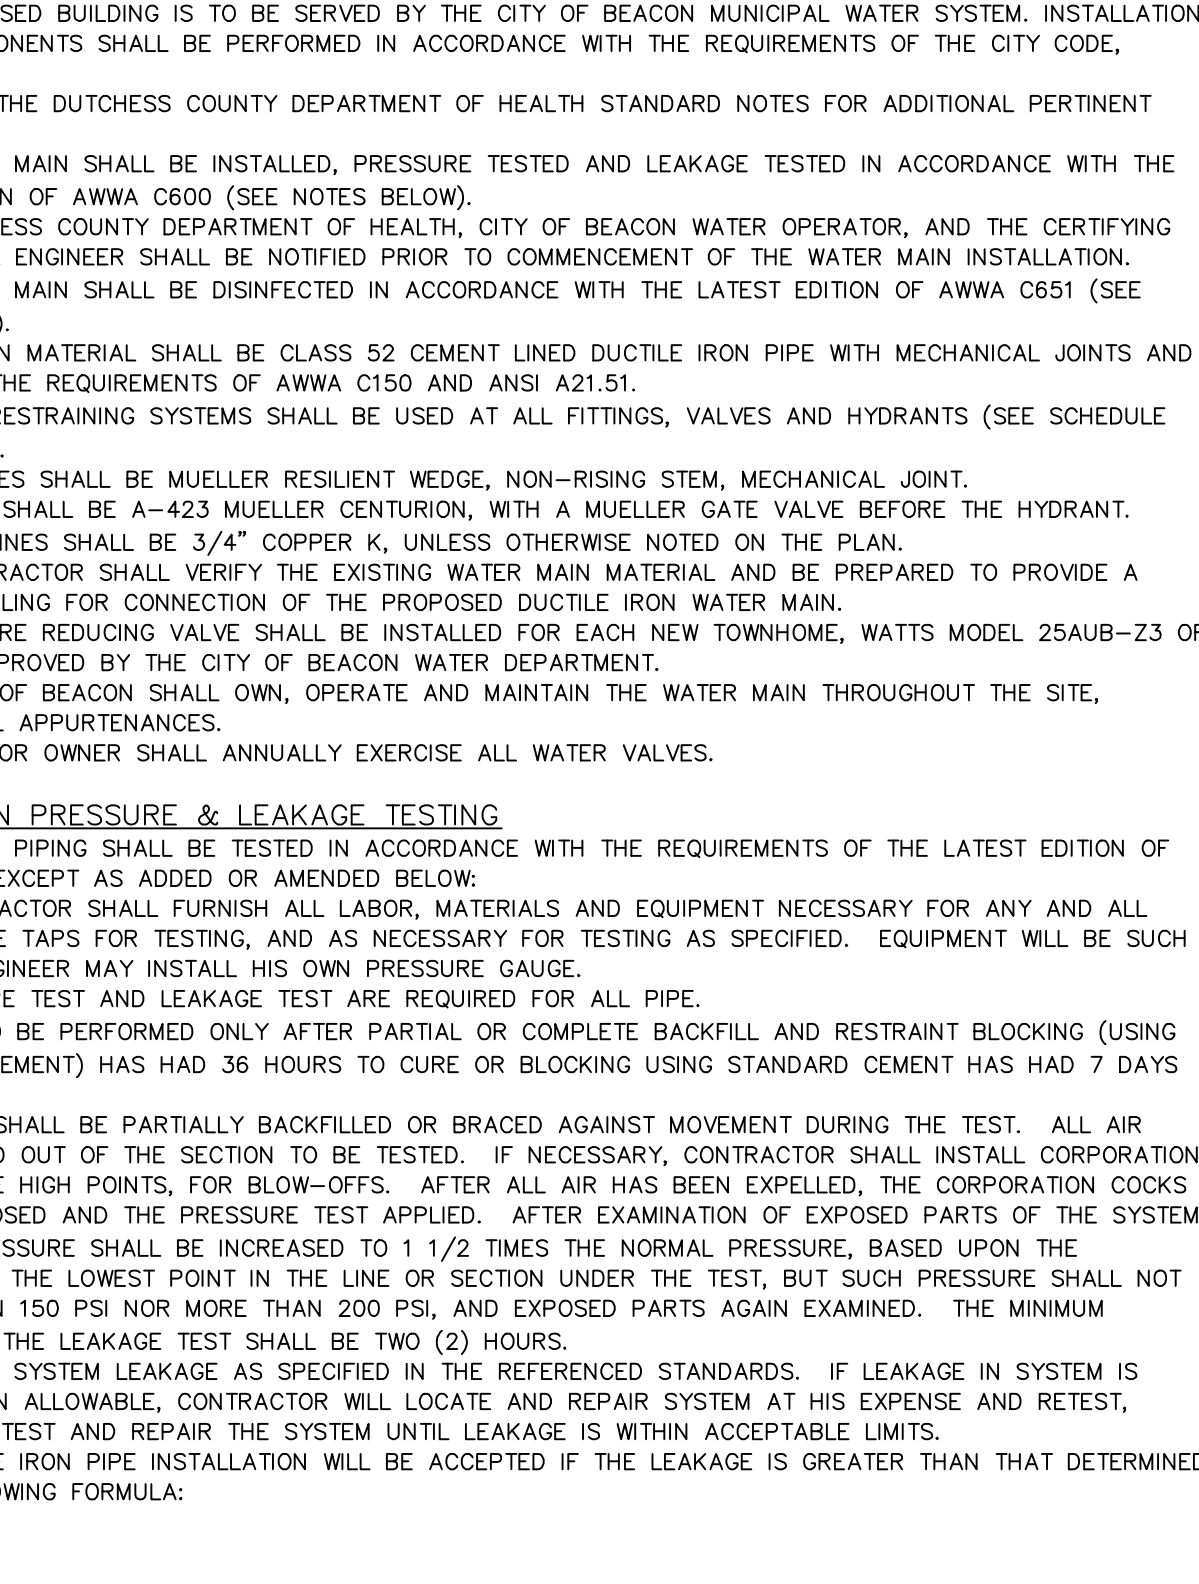 SED BUILDING IS TO BE SERVED BY THE CITY OF BEACON MUNICIPAL WATER SYSTEM. INSTALLATION
ONENTS SHALL BE PERFORMED IN ACCORDANCE WITH THE REQUIREMENTS OF THE CITY CODE,
THE DUTCHESS COUNTY DEPARTMENT OF HEALTH STANDARD NOTES FOR ADDITIONAL PERTINENT
MAIN SHALL BE INSTALLED, PRESSURE TESTED AND LEAKAGE TESTED IN ACCORDANCE WITH THE
N OF AWWA C600 (SEE NOTES BELOW).
ESS COUNTY DEPARTMENT OF HEALTH, CITY OF BEACON WATER OPERATOR, AND THE CERTIFYING
ENGINEER SHALL BE NOTIFIED PRIOR TO COMMENCEMENT OF THE WATER MAIN INSTALLATION.
MAIN SHALL BE DISINFECTED IN ACCORDANCE WITH THE LATEST EDITION OF AWWA C651 (SEE
).
N MATERIAL SHALL BE CLASS 52 CEMENT LINED DUCTILE IRON PIPE WITH MECHANICAL JOINTS AND
THE REQUIREMENTS OF AWWA C150 AND ANSI A21.51.
RESTRAINING SYSTEMS SHALL BE USED AT ALL FITTINGS, VALVES AND HYDRANTS (SEE SCHEDULE
.
ES SHALL BE MUELLER RESILIENT WEDGE, NON–RISING STEM, MECHANICAL JOINT.
SHALL BE A–423 MUELLER CENTURION, WITH A MUELLER GATE VALVE BEFORE THE HYDRANT.
INES SHALL BE 3/4” COPPER K, UNLESS OTHERWISE NOTED ON THE PLAN.
RACTOR SHALL VERIFY THE EXISTING WATER MAIN MATERIAL AND BE PREPARED TO PROVIDE A
LING FOR CONNECTION OF THE PROPOSED DUCTILE IRON WATER MAIN.
RE REDUCING VALVE SHALL BE INSTALLED FOR EACH NEW TOWNHOME, WATTS MODEL 25AUB–Z3 OR
PROVED BY THE CITY OF BEACON WATER DEPARTMENT.
OF BEACON SHALL OWN, OPERATE AND MAINTAIN THE WATER MAIN THROUGHOUT THE SITE,
L APPURTENANCES.
OR OWNER SHALL ANNUALLY EXERCISE ALL WATER VALVES.
N PRESSURE & LEAKAGE TESTING
PIPING SHALL BE TESTED IN ACCORDANCE WITH THE REQUIREMENTS OF THE LATEST EDITION OF
EXCEPT AS ADDED OR AMENDED BELOW:
ACTOR SHALL FURNISH ALL LABOR, MATERIALS AND EQUIPMENT NECESSARY FOR ANY AND ALL
E TAPS FOR TESTING, AND AS NECESSARY FOR TESTING AS SPECIFIED. EQUIPMENT WILL BE SUCH
GINEER MAY INSTALL HIS OWN PRESSURE GAUGE.
RE TEST AND LEAKAGE TEST ARE REQUIRED FOR ALL PIPE.
O BE PERFORMED ONLY AFTER PARTIAL OR COMPLETE BACKFILL AND RESTRAINT BLOCKING (USING
EMENT) HAS HAD 36 HOURS TO CURE OR BLOCKING USING STANDARD CEMENT HAS HAD 7 DAYS
SHALL BE PARTIALLY BACKFILLED OR BRACED AGAINST MOVEMENT DURING THE TEST. ALL AIR
D OUT OF THE SECTION TO BE TESTED. IF NECESSARY, CONTRACTOR SHALL INSTALL CORPORATION
E HIGH POINTS, FOR BLOW–OFFS. AFTER ALL AIR HAS BEEN EXPELLED, THE CORPORATION COCKS
OSED AND THE PRESSURE TEST APPLIED. AFTER EXAMINATION OF EXPOSED PARTS OF THE SYSTEM
ESSURE SHALL BE INCREASED TO 1 1/2 TIMES THE NORMAL PRESSURE, BASED UPON THE
THE LOWEST POINT IN THE LINE OR SECTION UNDER THE TEST, BUT SUCH PRESSURE SHALL NOT
N 150 PSI NOR MORE THAN 200 PSI, AND EXPOSED PARTS AGAIN EXAMINED. THE MINIMUM
THE LEAKAGE TEST SHALL BE TWO (2) HOURS.
SYSTEM LEAKAGE AS SPECIFIED IN THE REFERENCED STANDARDS. IF LEAKAGE IN SYSTEM IS
N ALLOWABLE, CONTRACTOR WILL LOCATE AND REPAIR SYSTEM AT HIS EXPENSE AND RETEST,
TEST AND REPAIR THE SYSTEM UNTIL LEAKAGE IS WITHIN ACCEPTABLE LIMITS.
E IRON PIPE INSTALLATION WILL BE ACCEPTED IF THE LEAKAGE IS GREATER THAN THAT DETERMINED
OWING FORMULA: